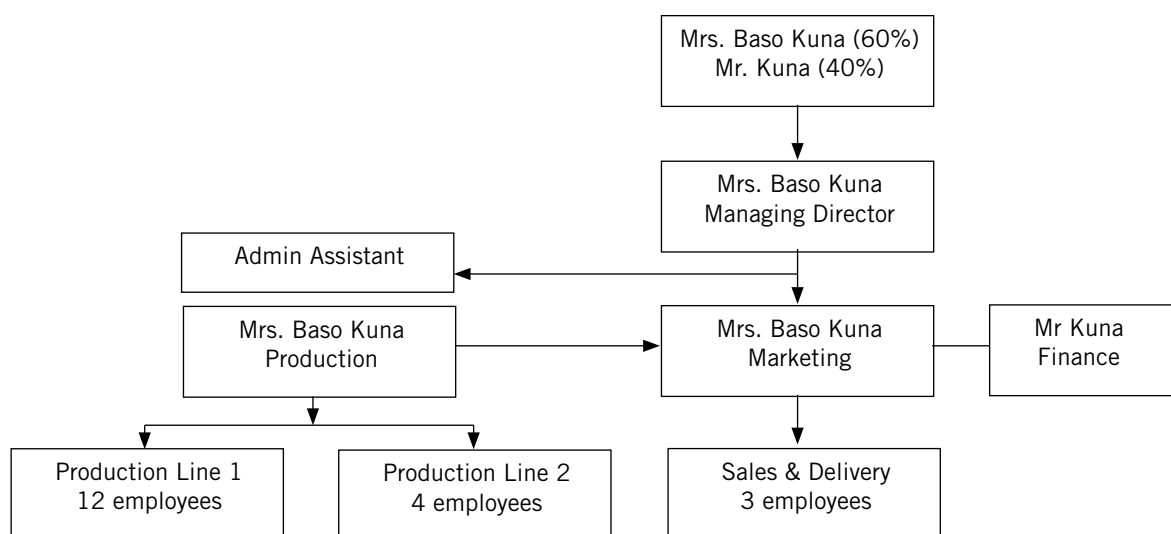 Mrs. Baso Kuna (60%)
Mr. Kuna (40%)
Mrs. Baso Kuna
Managing Director
Admin Assistant
Mrs. Baso Kuna
Production
Mrs. Baso Kuna
Marketing
Mr Kuna
Finance
Production Line 1
12 employees
Production Line 2
4 employees
Sales & Delivery
3 employees